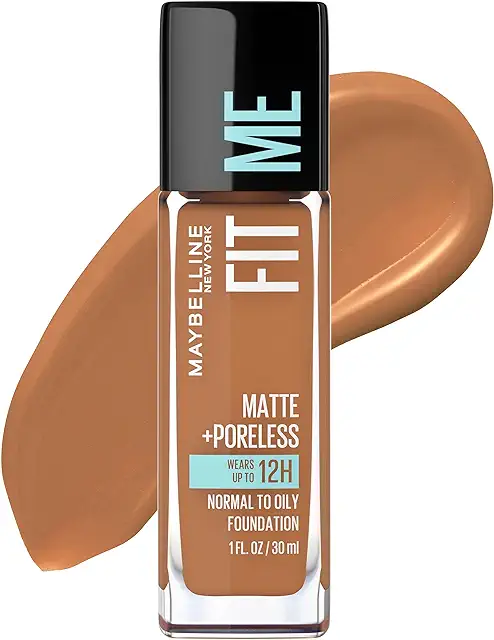 ME
FIT
MAYBELLINE
NEW YORK
MATTE
+PORELESS
WEARS
UP TO 12H
NORMAL TO OILY
FOUNDATION
1 FL. OZ / 30 ml